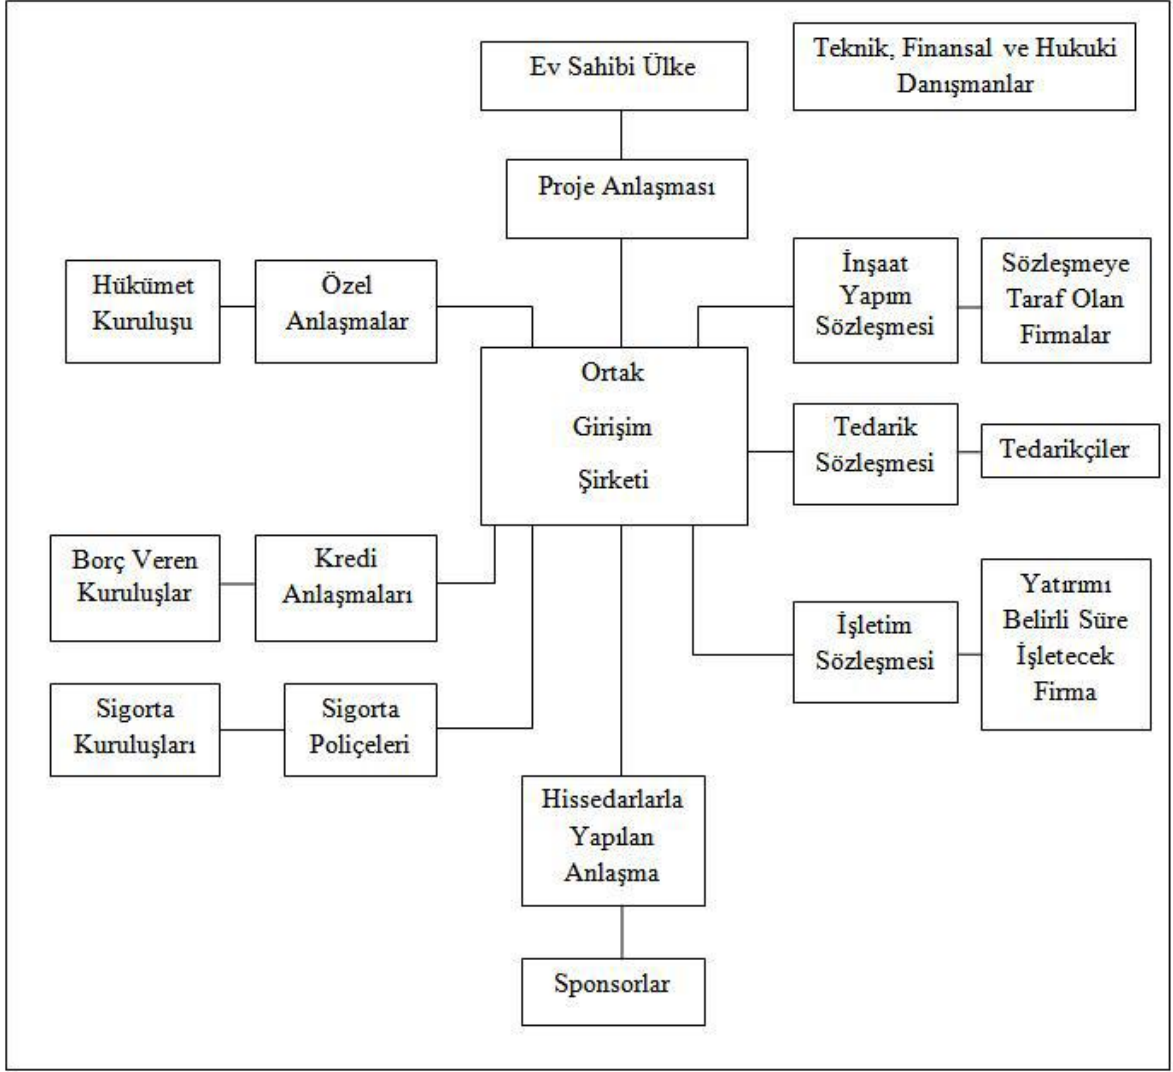 Ev Sahibi Ülke
Teknik, Finansal ve Hukuki
Danışmanlar
Proje Anlaşması
Hükümet
Kuruluşu
Özel
Anlaşmalar
İnşaat
Yapım
Sözleşmesi
Sözleşmeye
Taraf Olan
Firmalar
Ortak
Girişim
Şirketi
Tedarik
Sözleşmesi
Tedarikçiler
Borç Veren
Kuruluşlar
Kredi
Anlaşmaları
İşletim
Sözleşmesi
Yatırımı
Belirli Süre
İşletecek
Firma
Sigorta
Kuruluşları
Sigorta
Poliçeleri
Hissedarlarla
Yapılan
Anlaşma
Sponsorlar